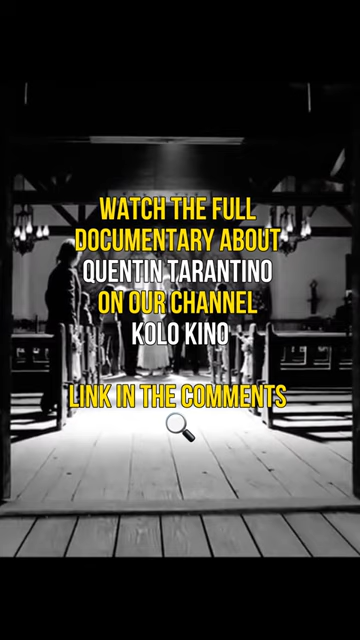 WATCH THE FULL
DOCUMENTARY ABOUT
QUENTIN TARANTINO
ON OUR CHANNEL
KOLO KINO
LINK IN THE COMMENTS